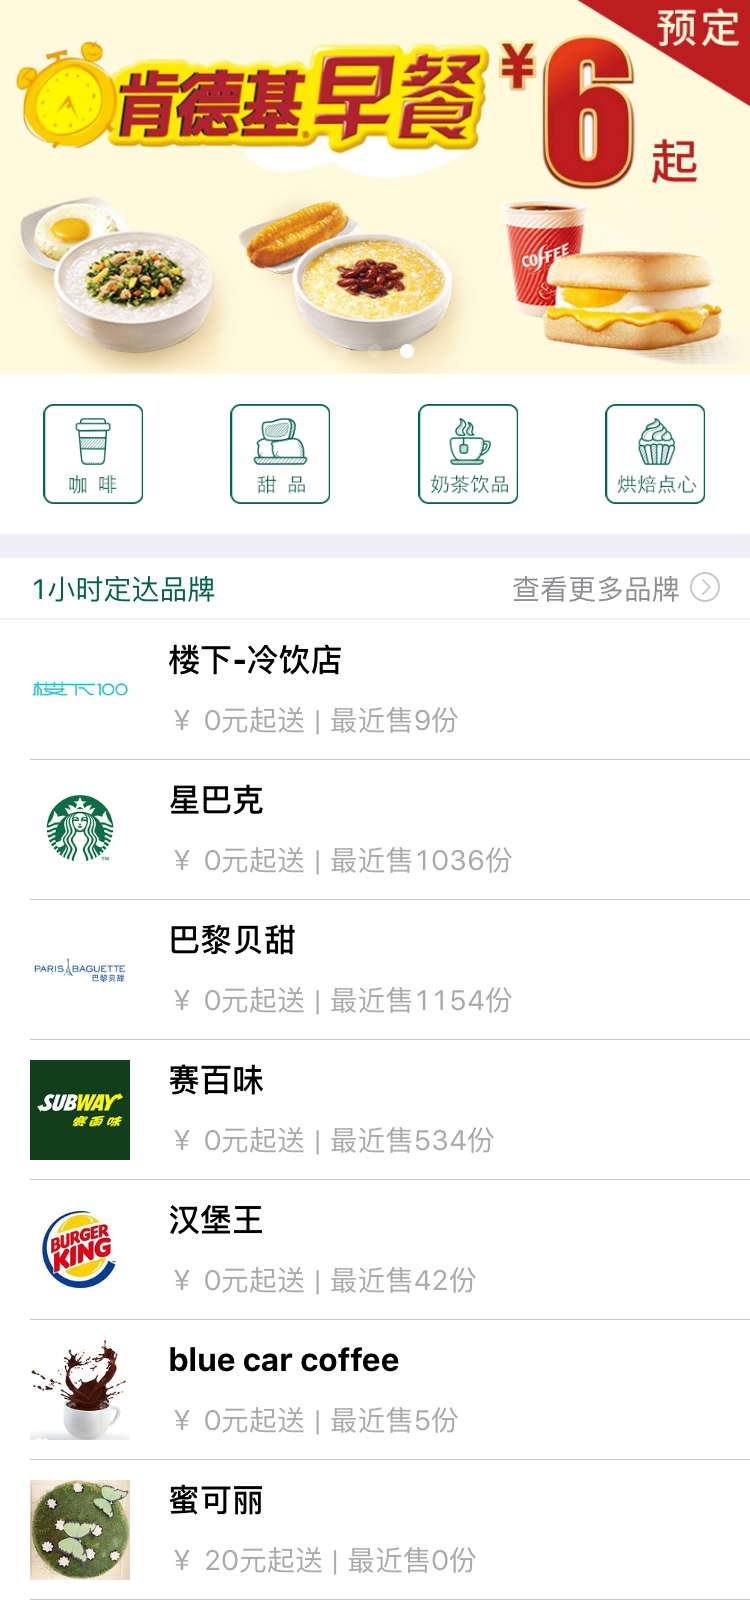 预定
肯德基早餐 ¥6起
COFFEE
咖 啡
甜 品
奶茶饮品
烘焙点心
1小时定达品牌
查看更多品牌
楼下100
楼下-冷饮店
¥ 0元起送 | 最近售9份
星巴克
TM
¥ 0元起送 | 最近售1036份
PARIS BAGUETTE
巴黎贝甜
巴黎贝甜
¥ 0元起送 | 最近售1154份
SUBWAY
赛百味
赛百味
¥ 0元起送 | 最近售534份
BURGER
KING
汉堡王
¥ 0元起送 | 最近售42份
blue car coffee
¥ 0元起送 | 最近售5份
蜜可丽
¥ 20元起送 | 最近售0份